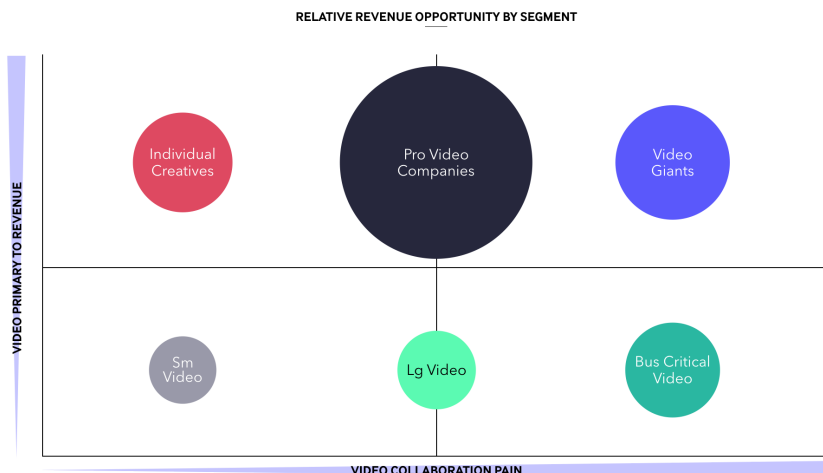 RELATIVE REVENUE OPPORTUNITY BY SEGMENT
VIDEO PRIMARY TO REVENUE
Individual
Creatives
Pro Video
Companies
Video
Giants
Sm
Video
Lg Video
Bus Critical
Video
VIDEO COLLABORATION PAIN